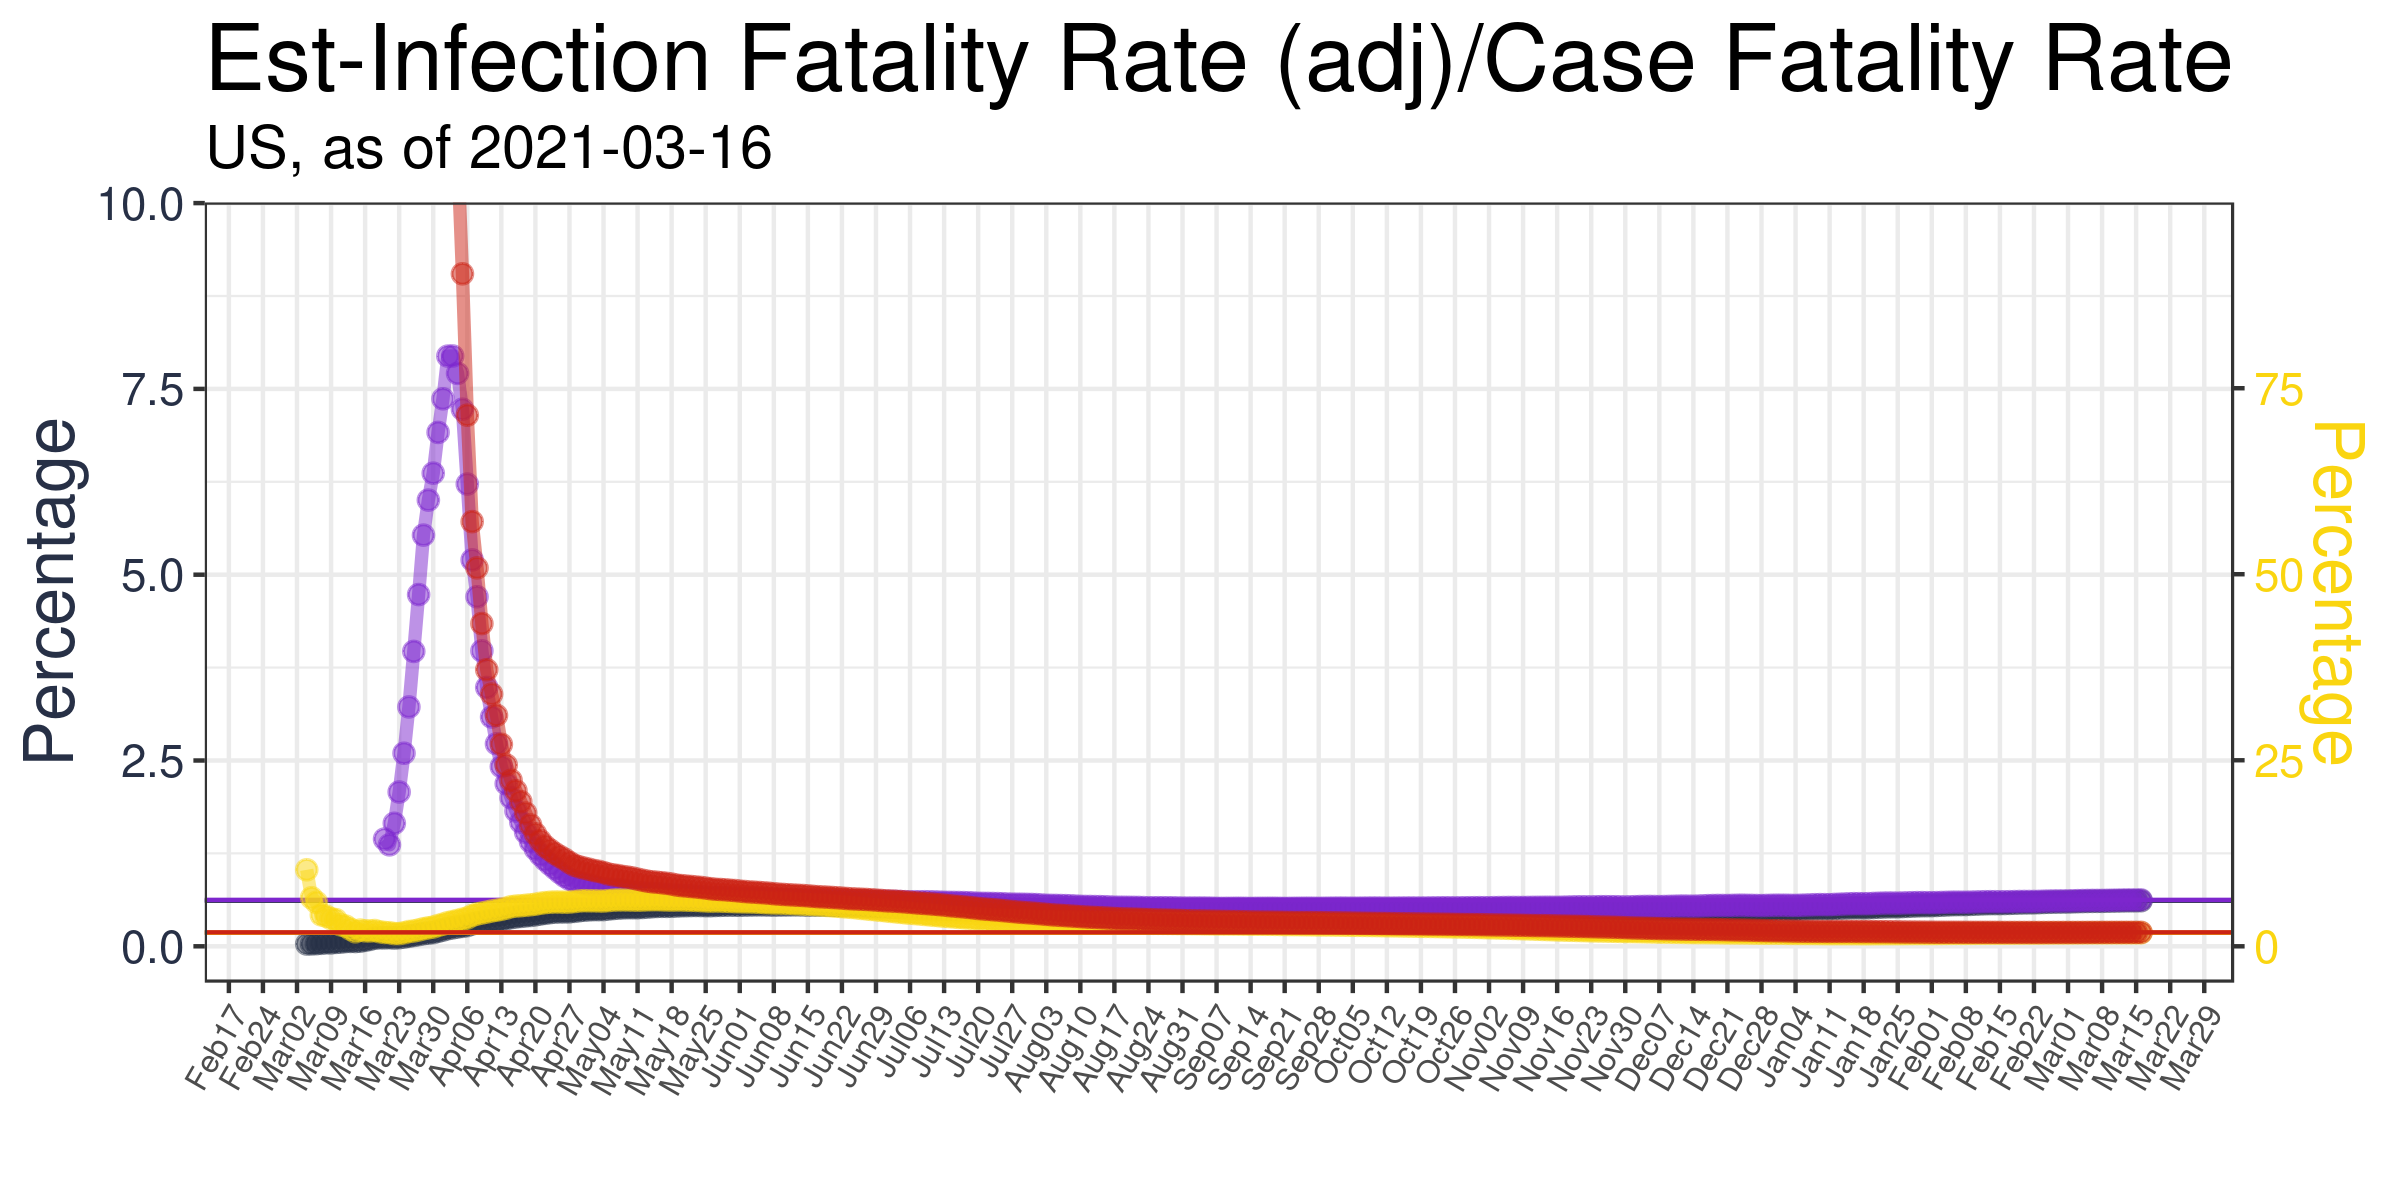 Est-Infection Fatality Rate (adj)/Case Fatality Rate
US, as of 2021-03-16
Percentage
10.0
7.5
5.0
2.5
0.0
75
50
25
0
Percentage
Feb17
Feb24
Mar02
Mar09
Mar16
Mar23
Mar30
Apr06
Apr13
Apr20
Apr27
May04
May11
May18
May25
Jun01
Jun08
Jun15
Jun22
Jun29
Jul06
Jul13
Jul20
Jul27
Aug03
Aug10
Aug17
Aug24
Aug31
Sep07
Sep14
Sep21
Sep28
Oct05
Oct12
Oct19
Oct26
Nov02
Nov09
Nov16
Nov23
Nov30
Dec07
Dec14
Dec21
Dec28
Jan04
Jan11
Jan18
Jan25
Feb01
Feb08
Feb15
Feb22
Mar01
Mar08
Mar15
Mar22
Mar29